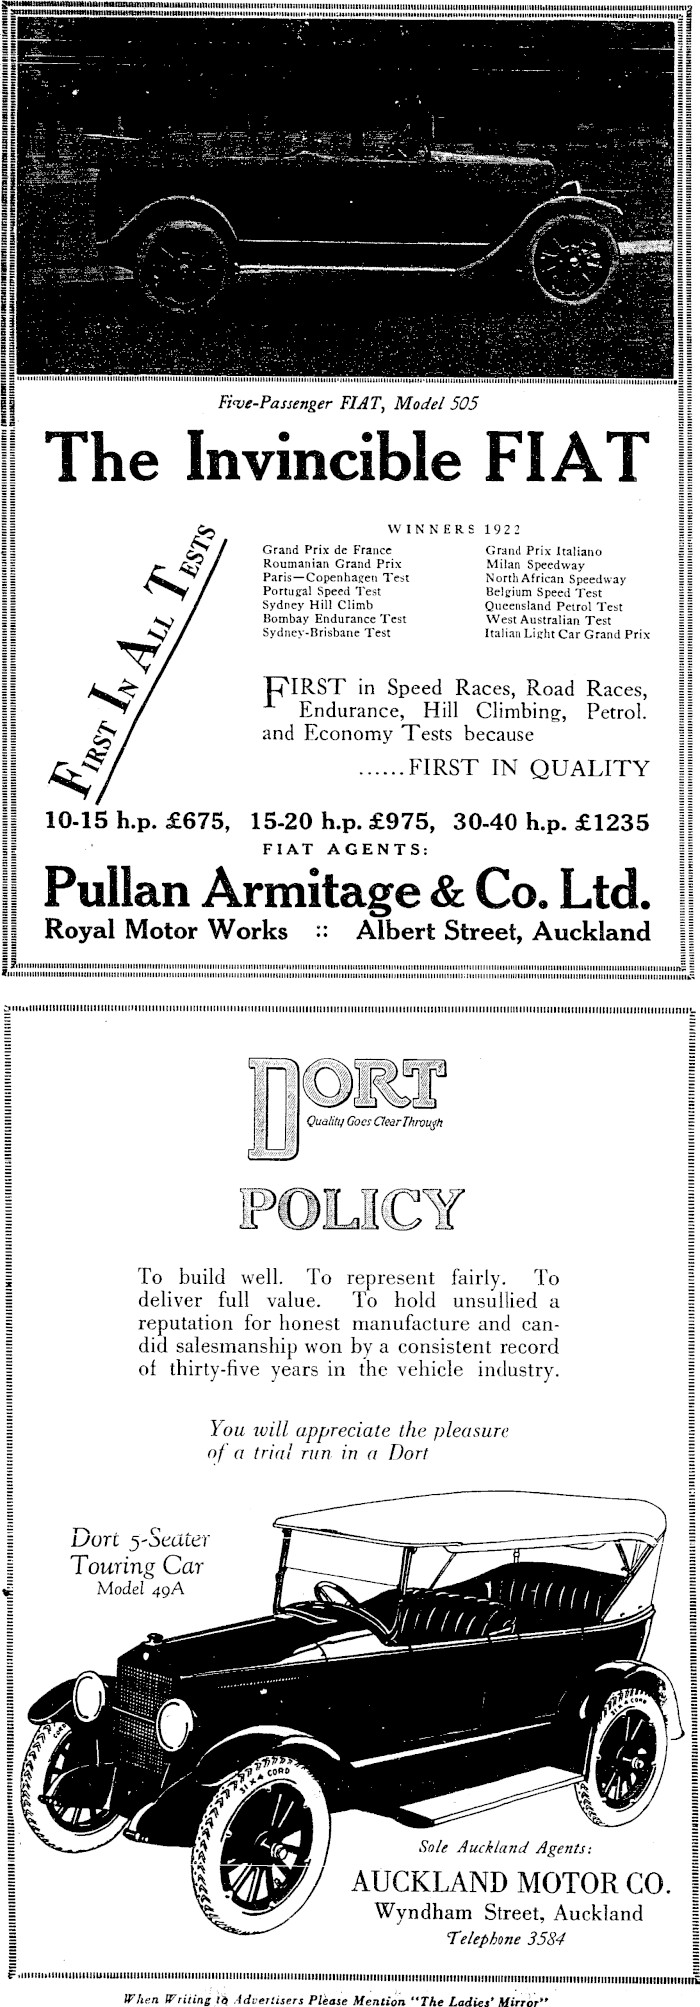 Five-Passenger FIAT, Model 505
The Invincible FIAT
FIRST IN ALL TESTS
WINNERS 1922
Grand Prix de France
Roumanian Grand Prix
Paris—Copenhagen Test
Portugal Speed Test
Sydney Hill Climb
Bombay Endurance Test
Sydney-Brisbane Test
Grand Prix Italiano
Milan Speedway
North African Speedway
Belgium Speed Test
Queensland Petrol Test
West Australian Test
Italian Light Car Grand Prix
FIRST in Speed Races, Road Races,
Endurance, Hill Climbing, Petrol.
and Economy Tests because
......FIRST IN QUALITY
10-15 h.p. £675, 15-20 h.p. £975, 30-40 h.p. £1235
FIAT AGENTS:
Pullan Armitage & Co. Ltd.
Royal Motor Works :: Albert Street, Auckland
DORT
Quality Goes Clear Through
POLICY
To build well. To represent fairly. To
deliver full value. To hold unsullied a
reputation for honest manufacture and can-
did salesmanship won by a consistent record
of thirty-five years in the vehicle industry.
You will appreciate the pleasure
of a trial run in a Dort
Dort 5-Seater
Touring Car
Model 49A
31 X 4 CORD
31 X 4 CORD
Sole Auckland Agents:
AUCKLAND MOTOR CO.
Wyndham Street, Auckland
Telephone 3584
When Writing to Advertisers Please Mention "The Ladies' Mirror"